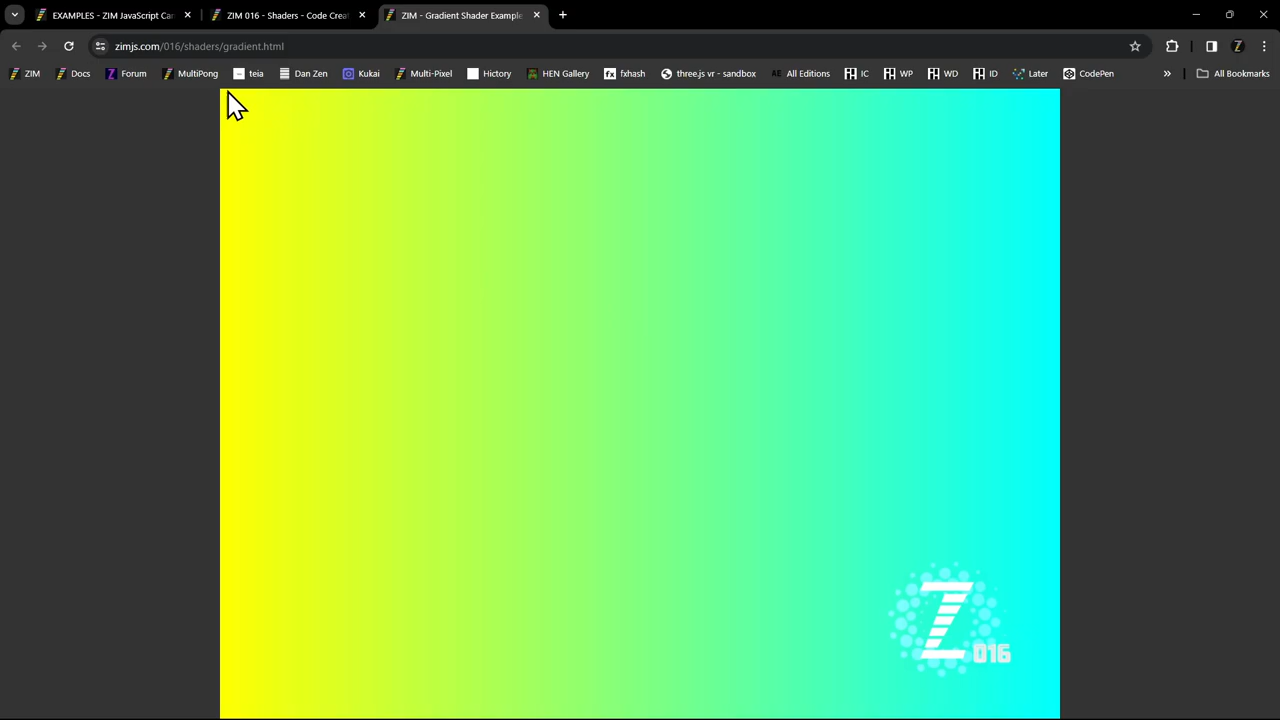 EXAMPLES - ZIM JavaScript Car
ZIM 016 - Shaders - Code Creat
ZIM - Gradient Shader Example
zimjs.com/016/shaders/gradient.html
ZIM
Docs
Forum
MultiPong
teia
Dan Zen
Kukai
Multi-Pixel
Hictory
HEN Gallery
fx fxhash
three.js vr - sandbox
AE All Editions
IC
WP
WD
ID
Later
CodePen
»
All Bookmarks
Z 016